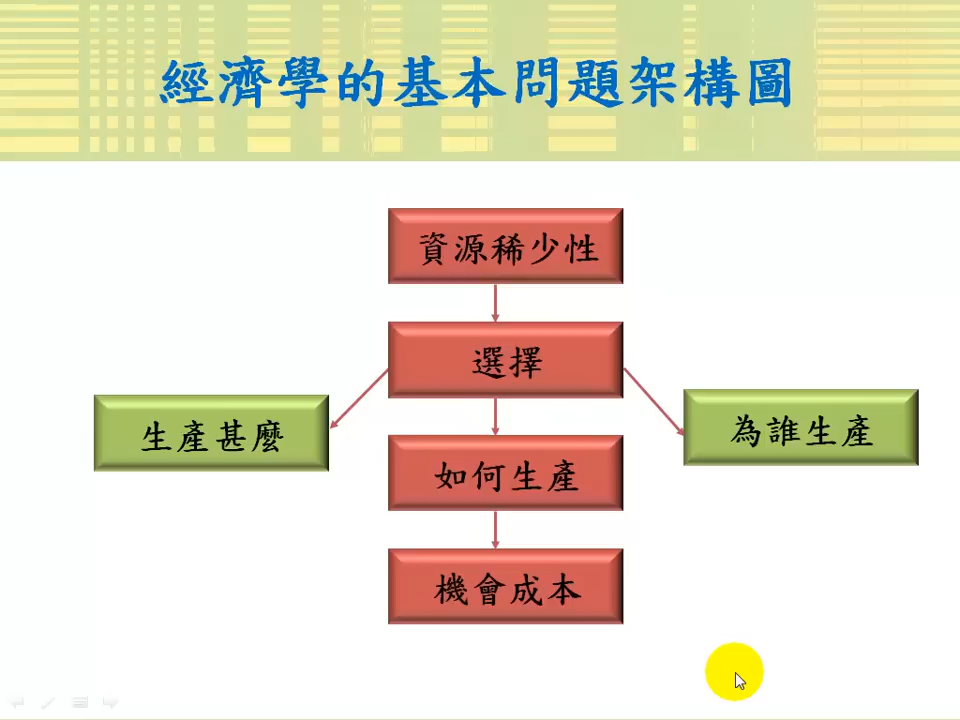 經濟學的基本問題架構圖
資源稀少性
選擇
生產甚麼
為誰生產
如何生產
機會成本